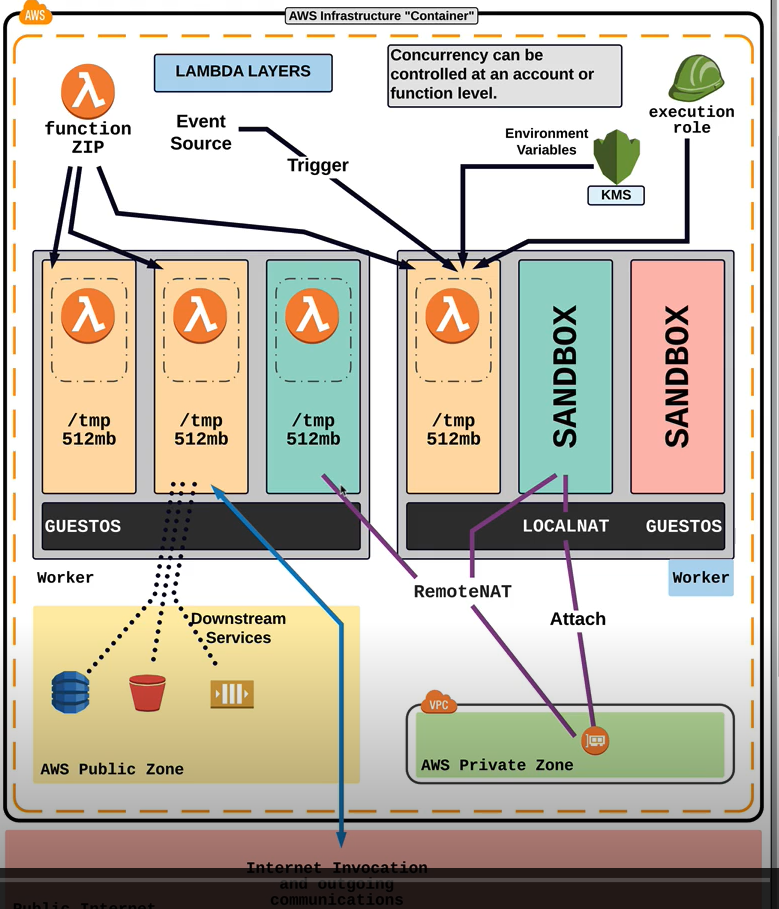 AWS
AWS Infrastructure "Container"
LAMBDA LAYERS
Concurrency can be
controlled at an account or
function level.
function
ZIP
Event
Source
Trigger
Environment
Variables
KMS
execution
role
/tmp
512mb
/tmp
512mb
/tmp
512mb
/tmp
512mb
SANDBOX
SANDBOX
GUESTOS
LOCALNAT
GUESTOS
Worker
Worker
RemoteNAT
Downstream
Services
Attach
VPC
AWS Public Zone
AWS Private Zone
Internet Invocation
and outgoing
communications
Public Internet